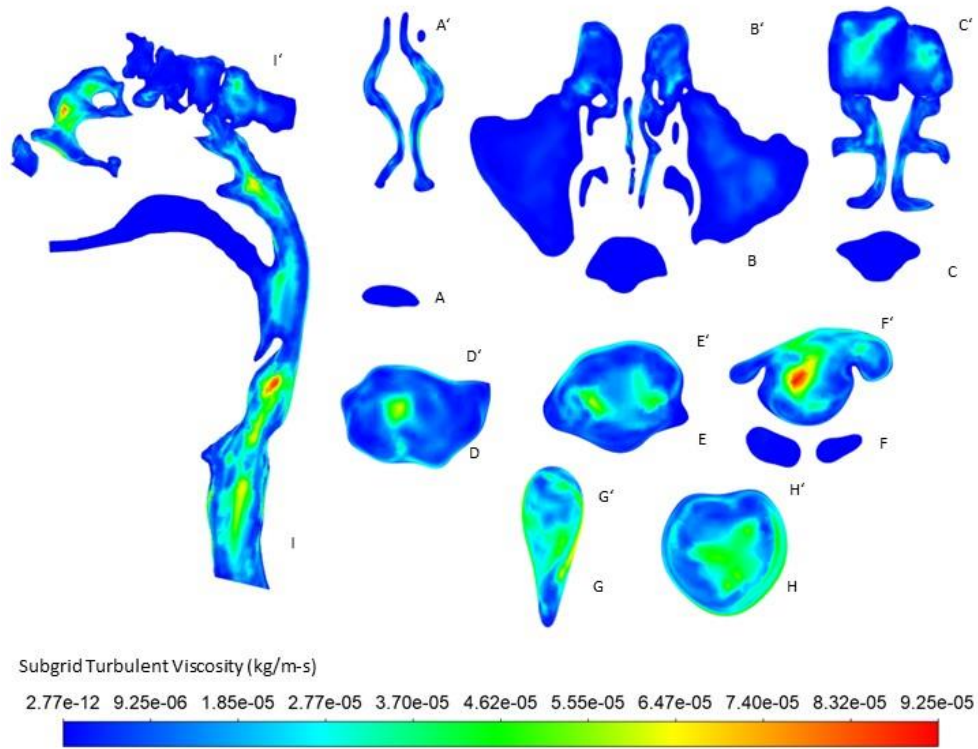 I‘
A‘
B‘
C‘
A
B
C
D‘
E‘
F‘
D
E
F
G‘
H‘
I
G
H
Subgrid Turbulent Viscosity (kg/m-s)
2.77e-12 9.25e-06 1.85e-05 2.77e-05 3.70e-05 4.62e-05 5.55e-05 6.47e-05 7.40e-05 8.32e-05 9.25e-05